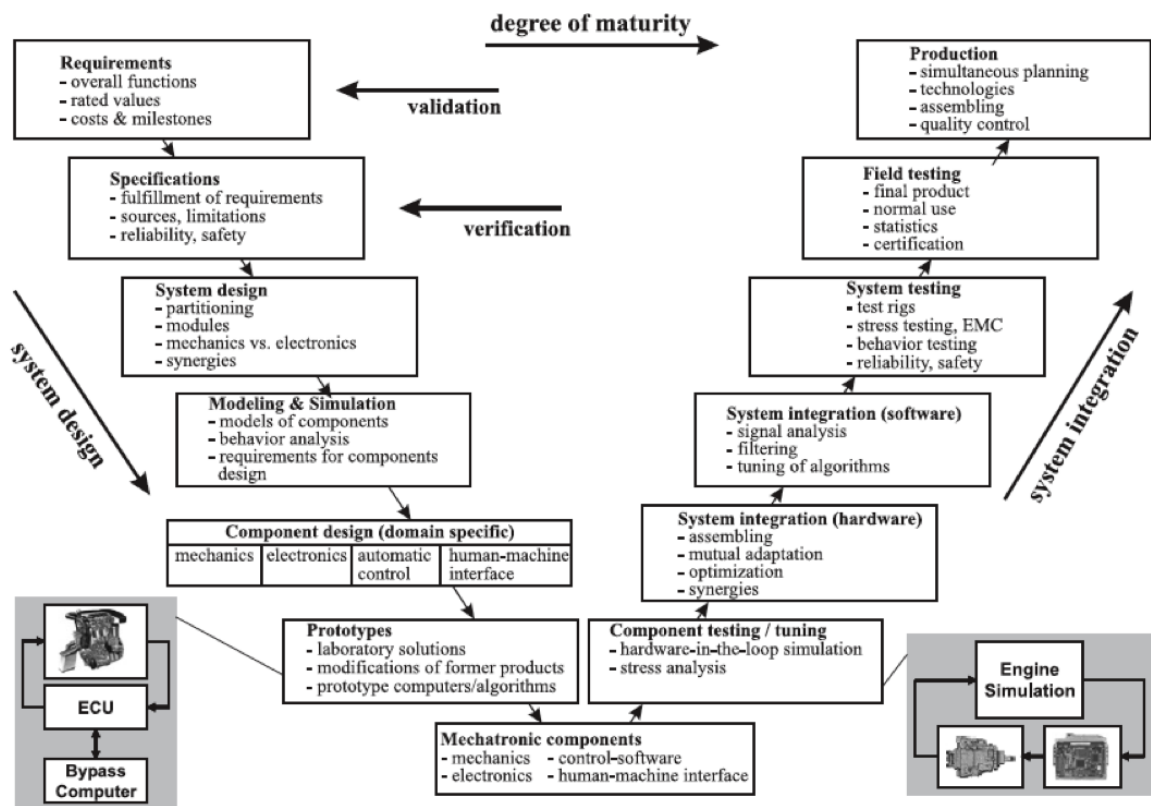 degree of maturity
Requirements
- overall functions
- rated values
- costs & milestones
validation
Production
- simultaneous planning
- technologies
- assembling
- quality control
Specifications
- fulfillment of requirements
- sources, limitations
- reliability, safety
verification
Field testing
- final product
- normal use
- statistics
- certification
system design
System design
- partitioning
- modules
- mechanics vs. electronics
- synergies
System testing
- test rigs
- stress testing, EMC
- behavior testing
- reliability, safety
system integration
Modeling & Simulation
- models of components
- behavior analysis
- requirements for components
design
System integration (software)
- signal analysis
- filtering
- tuning of algorithms
Component design (domain specific)
mechanics
electronics
automatic
control
human-machine
interface
System integration (hardware)
- assembling
- mutual adaptation
- optimization
- synergies
Prototypes
- laboratory solutions
- modifications of former products
- prototype computers/algorithms
Component testing / tuning
- hardware-in-the-loop simulation
- stress analysis
ECU
Bypass
Computer
Mechatronic components
- mechanics - control-software
- electronics - human-machine interface
Engine
Simulation